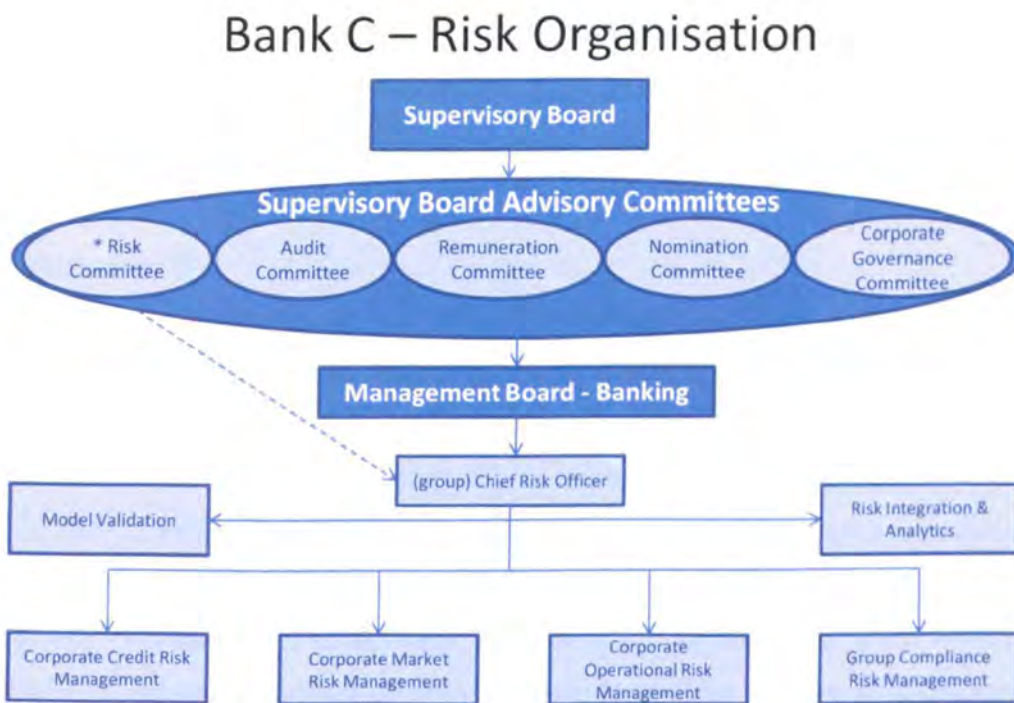 Bank C – Risk Organisation
Supervisory Board
Supervisory Board Advisory Committees
* Risk
Committee
Audit
Committee
Remuneration
Committee
Nomination
Committee
Corporate
Governance
Committee
Management Board - Banking
(group) Chief Risk Officer
Model Validation
Risk Integration &
Analytics
Corporate Credit Risk
Management
Corporate Market
Risk Management
Corporate
Operational Risk
Management
Group Compliance
Risk Management